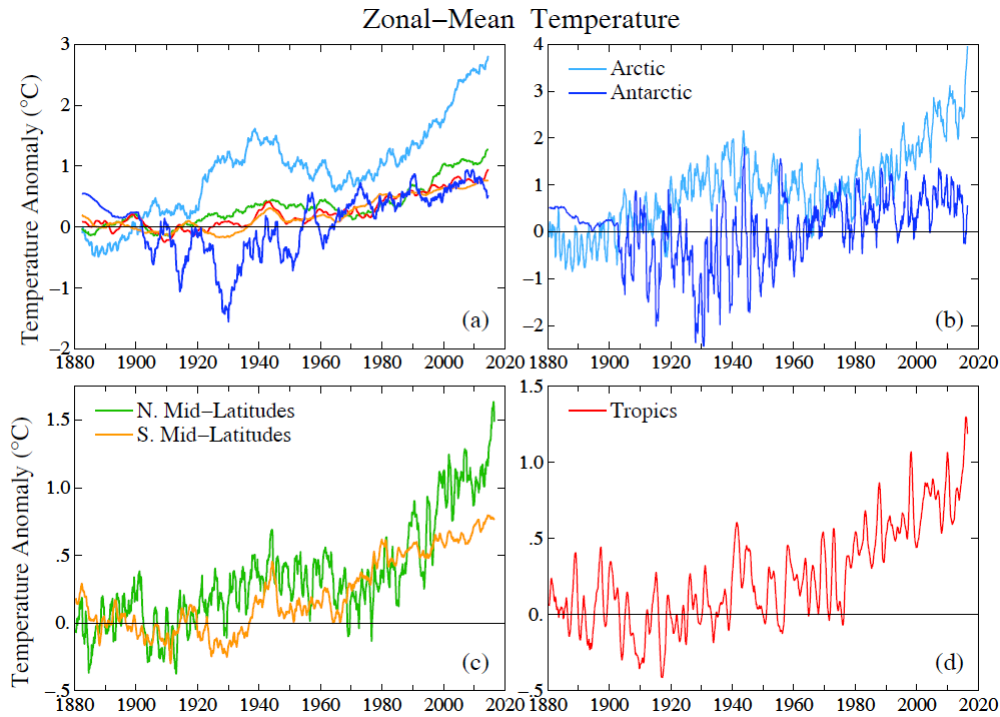 Zonal−Mean Temperature
Temperature Anomaly (°C)
3
2
1
0
−1
−2
(a)
1880 1900 1920 1940 1960 1980 2000 2020
4
3
2
1
0
-1
-2
Arctic
Antarctic
(b)
1880 1900 1920 1940 1960 1980 2000 2020
Temperature Anomaly (°C)
1.5
1.0
.5
0.
−.5
N. Mid−Latitudes
S. Mid−Latitudes
(c)
1880 1900 1920 1940 1960 1980 2000 2020
1.5
1.0
.5
0
-.5
Tropics
(d)
1880 1900 1920 1940 1960 1980 2000 2020